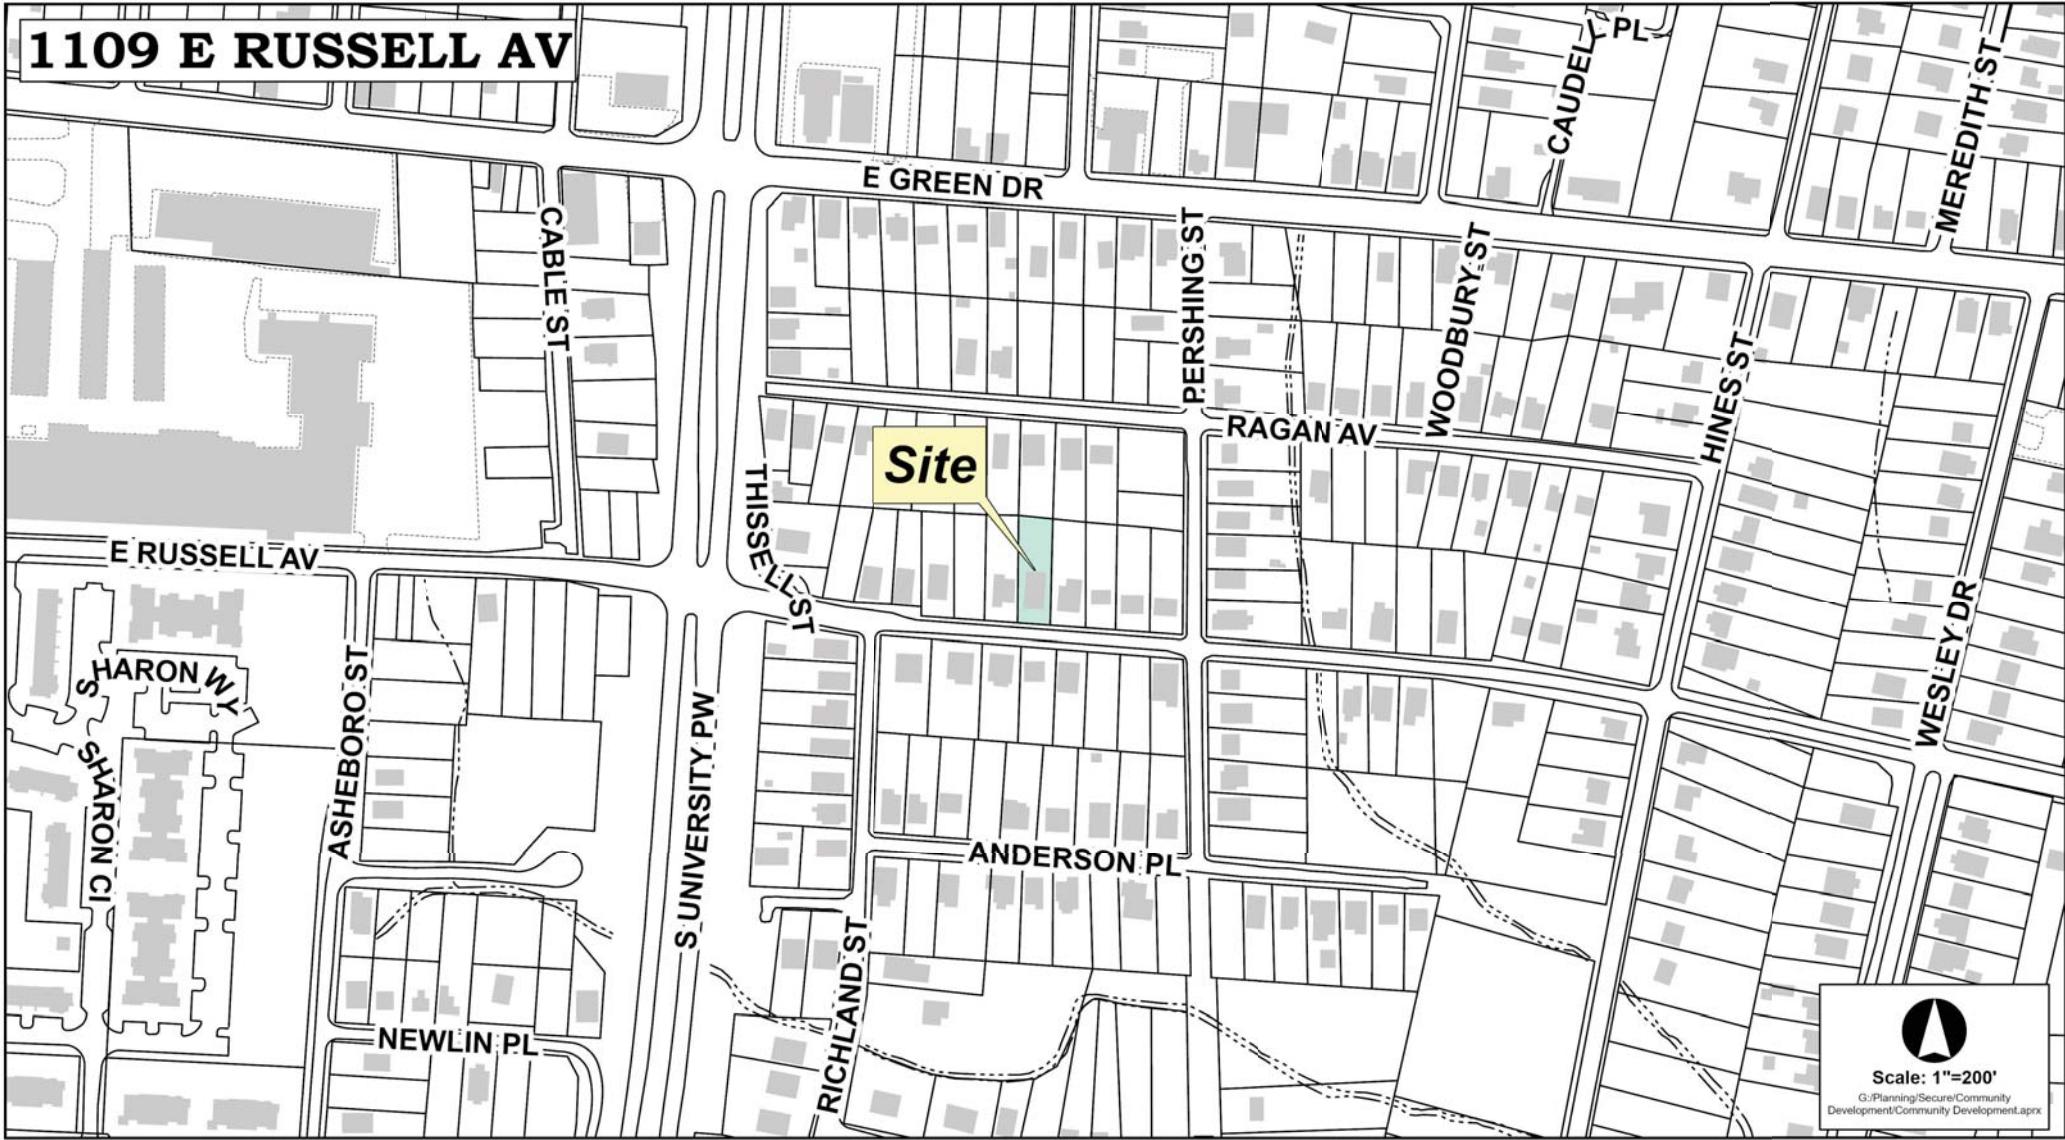 1109 E RUSSELL AV
CAUDELL PL
MEREDITH ST
E GREEN DR
CABLE ST
PERSHING ST
WOODBURY ST
HINES ST
RAGAN AV
Site
THISSELL ST
E RUSSELL AV
WESLEY DR
SHARON WY
ASHEBORO ST
S UNIVERSITY PW
SHARON CI
ANDERSON PL
RICHLAND ST
NEWLIN PL
Scale: 1"=200'
G:/Planning/Secure/Community
Development/Community Development.aprx